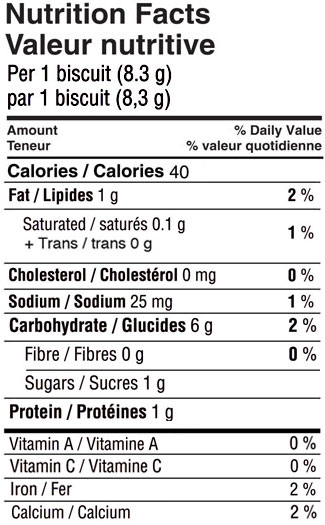 Nutrition Facts
Valeur nutritive
Per 1 biscuit (8.3 g)
par 1 biscuit (8,3 g)
Amount % Daily Value
Teneur % valeur quotidienne
Calories / Calories 40
Fat / Lipides 1 g 2 %
Saturated / saturés 0.1 g
+ Trans / trans 0 g 1 %
Cholesterol / Cholestérol 0 mg 0 %
Sodium / Sodium 25 mg 1 %
Carbohydrate / Glucides 6 g 2 %
Fibre / Fibres 0 g 0 %
Sugars / Sucres 1 g
Protein / Protéines 1 g
Vitamin A / Vitamine A 0 %
Vitamin C / Vitamine C 0 %
Iron / Fer 2 %
Calcium / Calcium 2 %